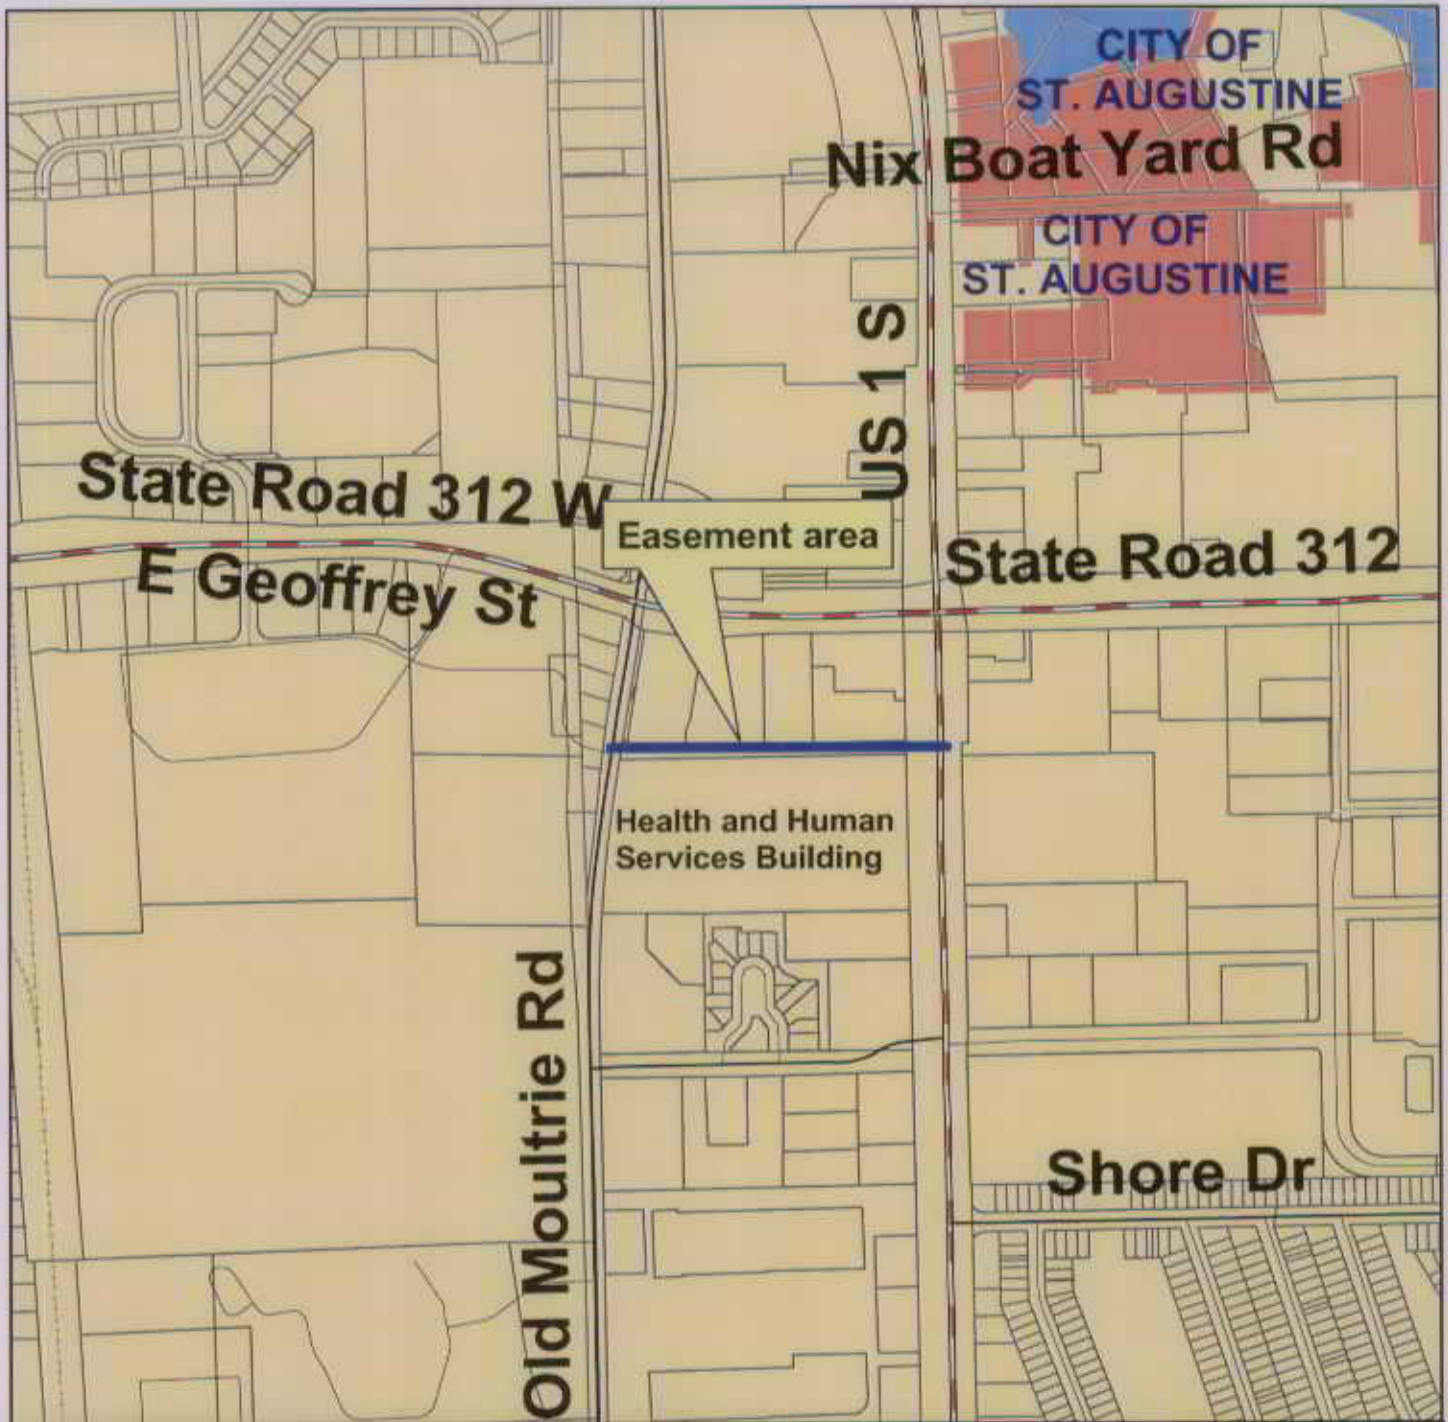 CITY OF
ST. AUGUSTINE
Nix Boat Yard Rd
CITY OF
ST. AUGUSTINE
US 1 S
State Road 312 W
Easement area
State Road 312
E Geoffrey St
Health and Human
Services Building
Old Moultrie Rd
Shore Dr